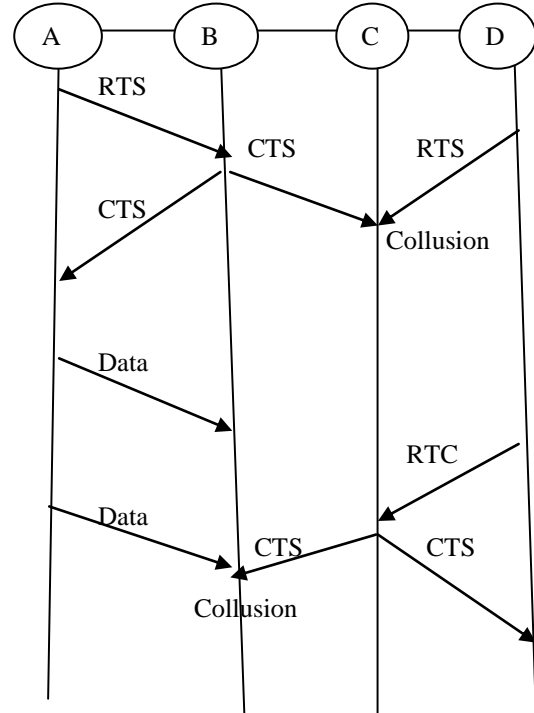 A B C D
RTS
CTS
RTS
CTS
Collusion
Data
RTC
Data
CTS
CTS
Collusion